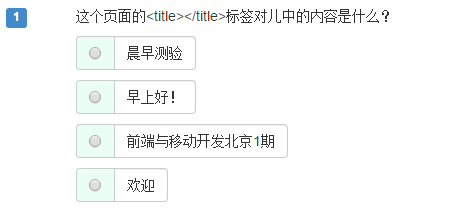 1
这个页面的<title></title>标签对儿中的内容是什么？
晨早测验
早上好！
前端与移动开发北京1期
欢迎